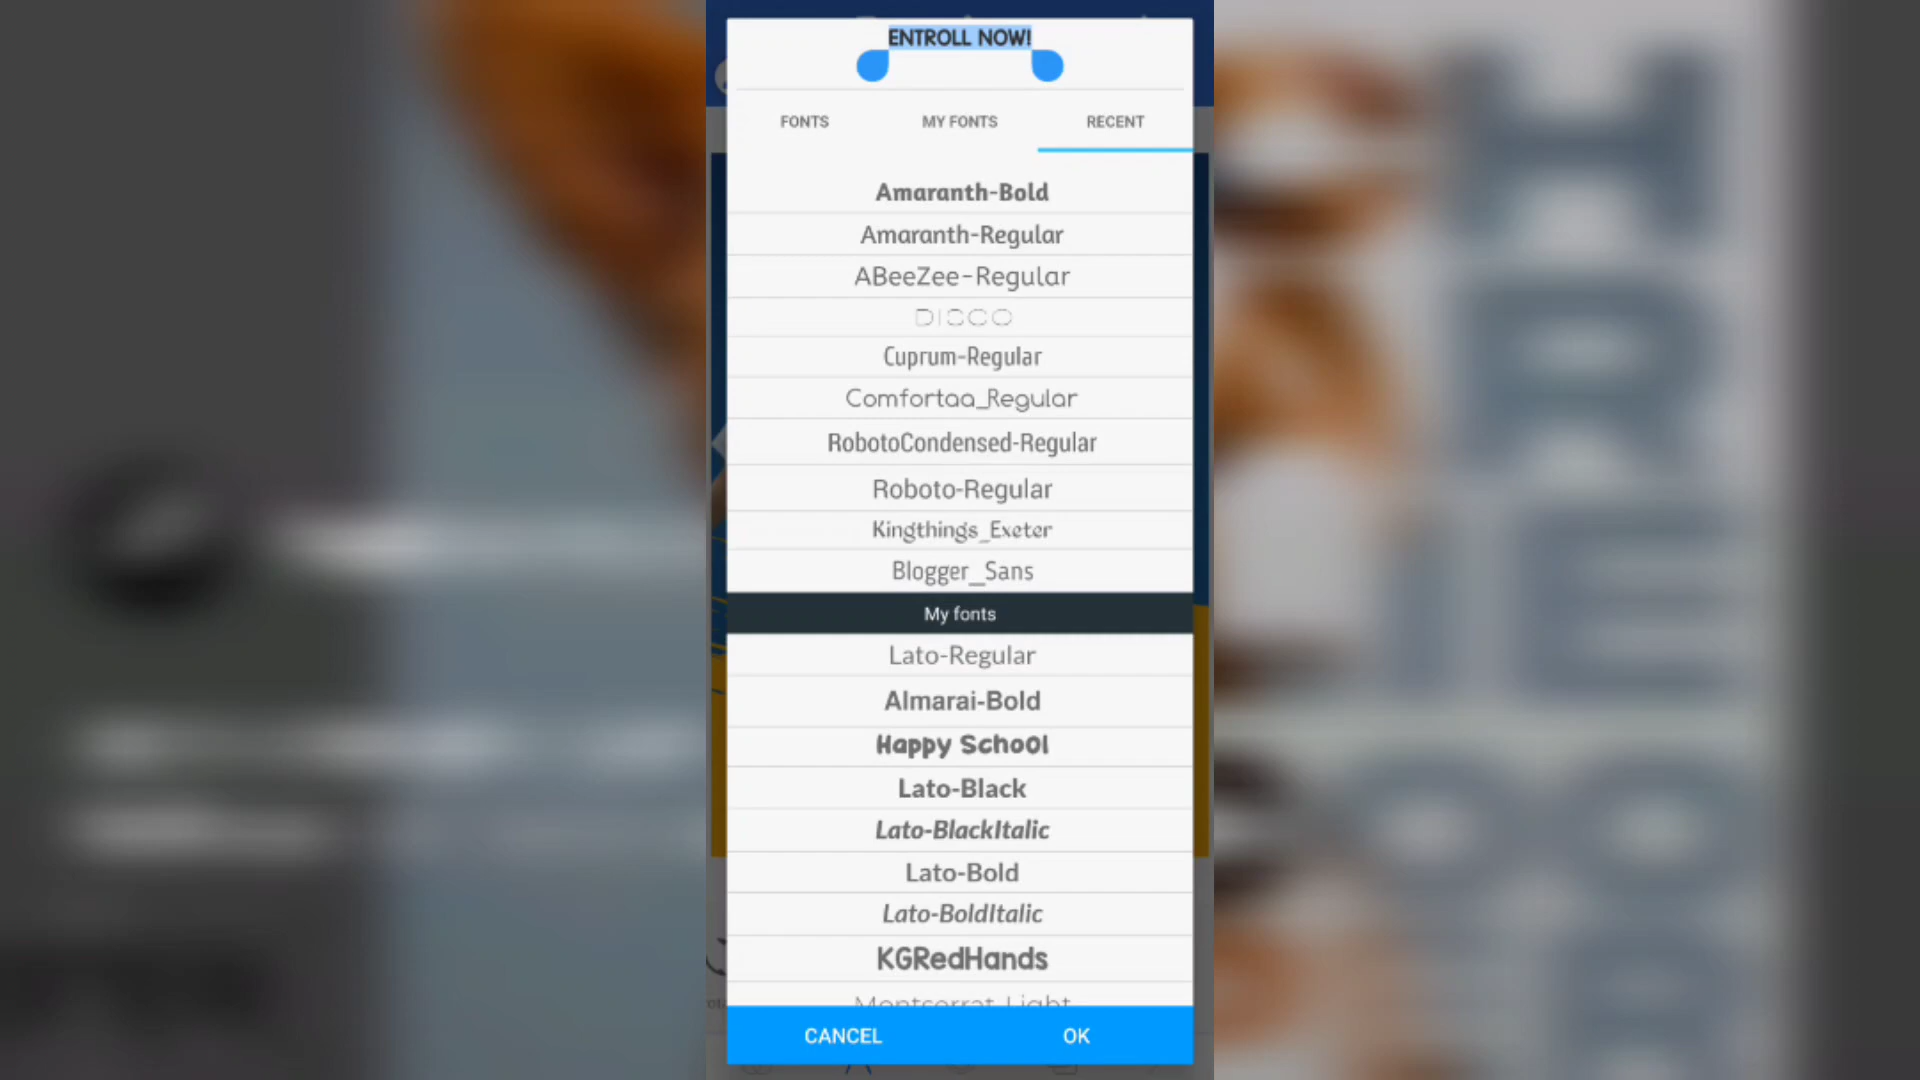 ENTROLL NOW!
FONTS MY FONTS RECENT
Amaranth-Bold
Amaranth-Regular
ABeeZee-Regular
DISCO
Cuprum-Regular
Comfortaa_Regular
RobotoCondensed-Regular
Roboto-Regular
Kingthings_Exeter
Blogger_Sans
My fonts
Lato-Regular
Almarai-Bold
Happy SchoOl
Lato-Black
Lato-BlackItalic
Lato-Bold
Lato-BoldItalic
KGRedHands
Montserrat-Light
CANCEL OK